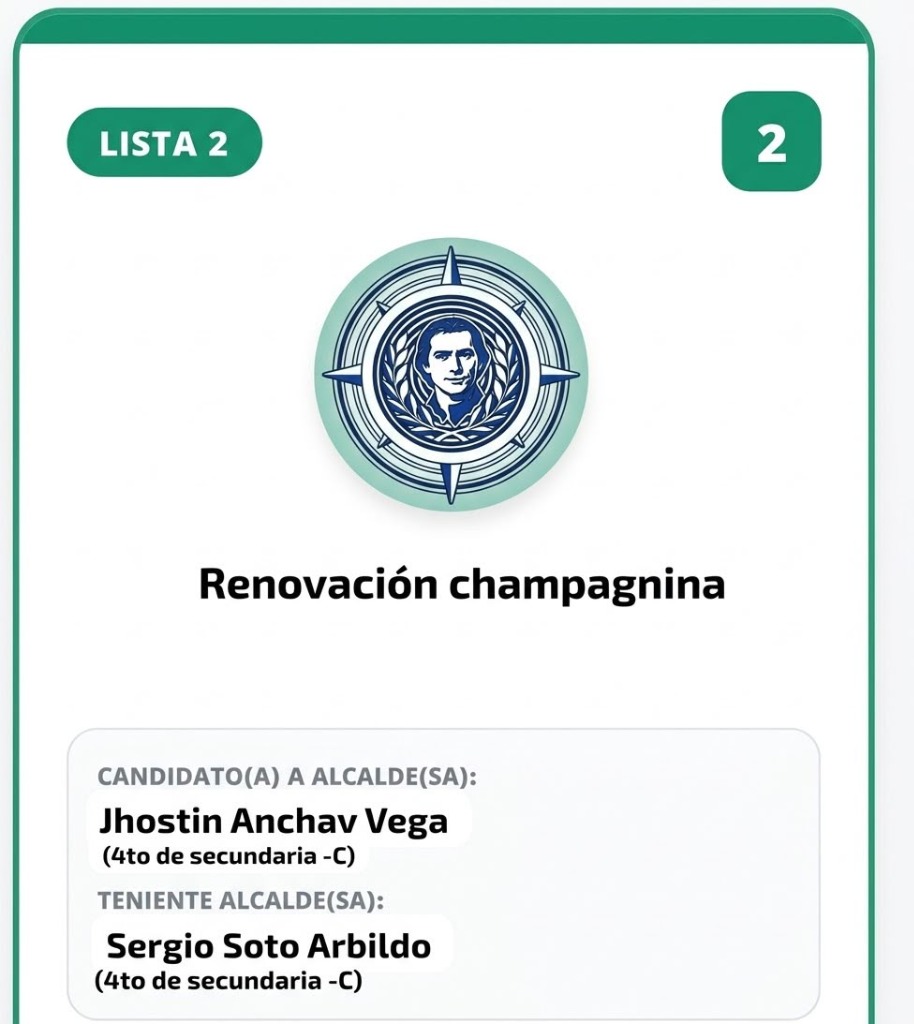 LISTA 2
2
Renovación champagnina
CANDIDATO(A) A ALCALDE(SA):
Jhostin Anchav Vega
(4to de secundaria -C)
TENIENTE ALCALDE(SA):
Sergio Soto Arbildo
(4to de secundaria -C)